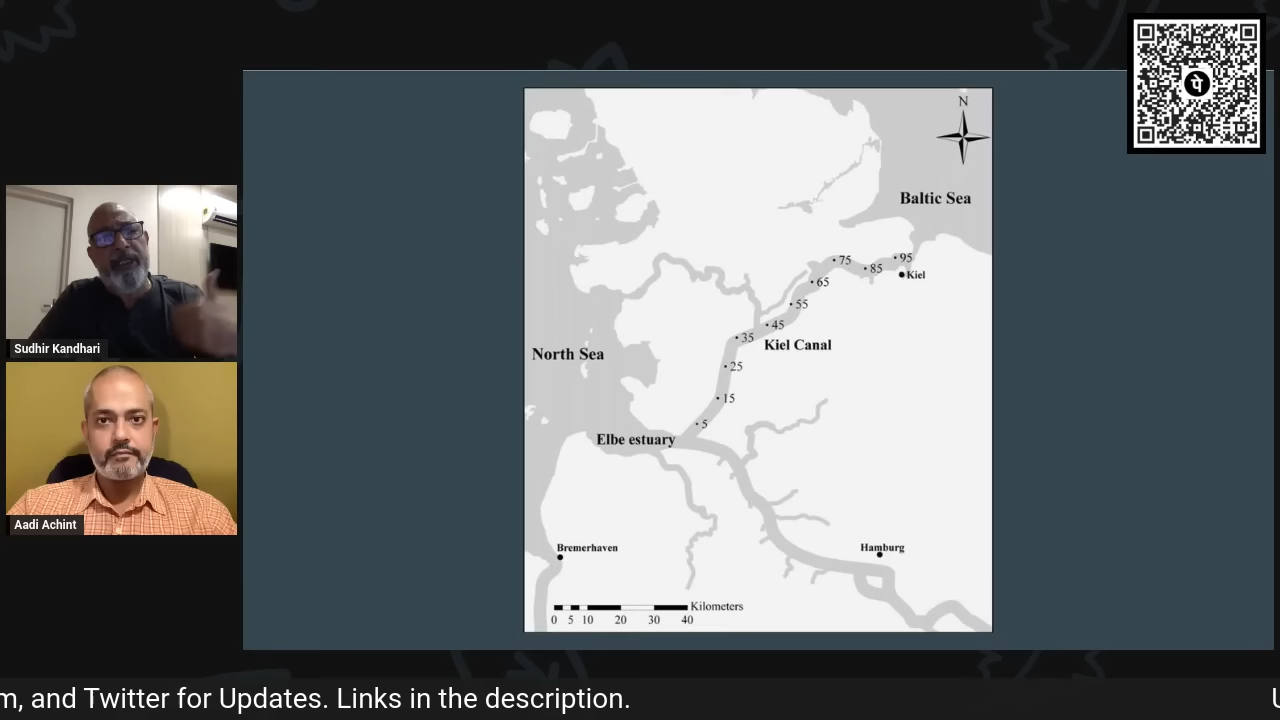 पे
N
Baltic Sea
75
95
85
Kiel
65
55
45
35
Kiel Canal
North Sea
25
15
5
Elbe estuary
Hamburg
Bremerhaven
Kilometers
0 5 10 20 30 40
Sudhir Kandhari
Aadi Achint
m, and Twitter for Updates. Links in the description.